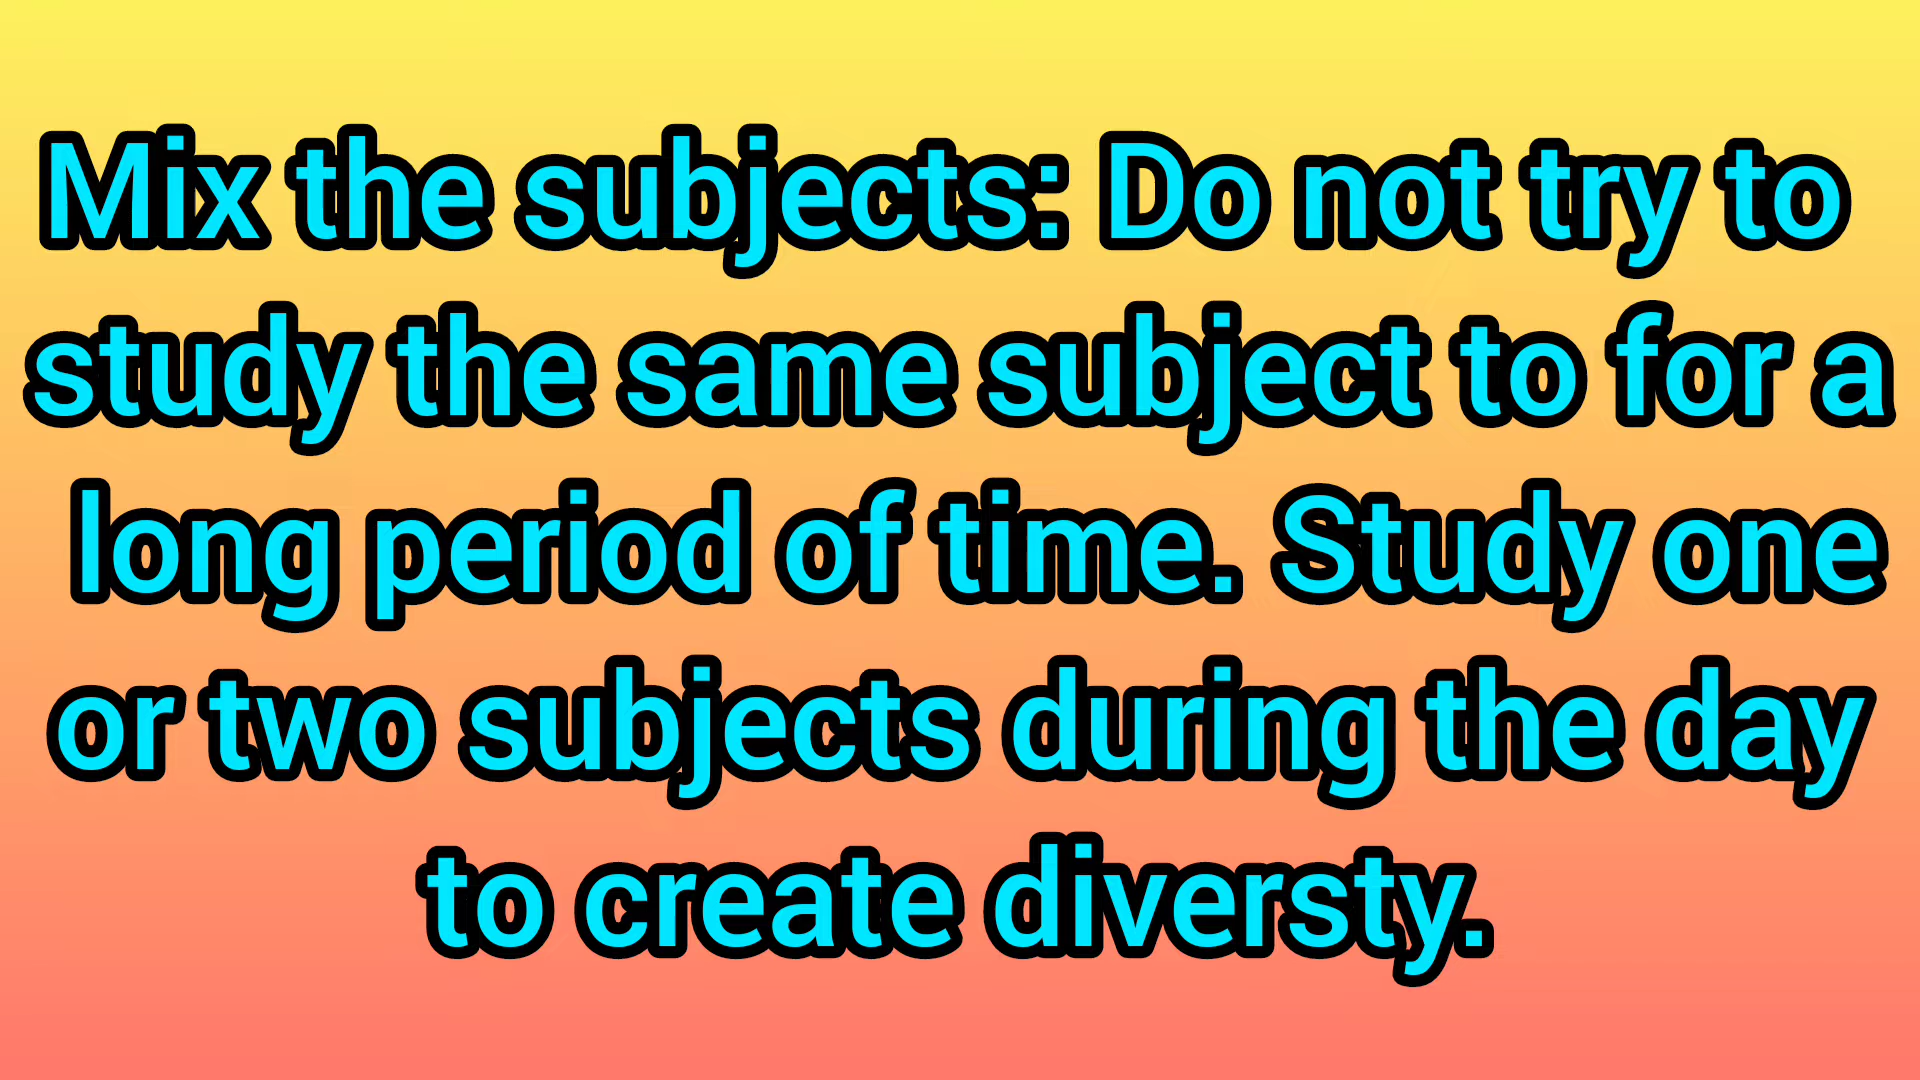 Mix the subjects: Do not try to
study the same subject to for a
long period of time. Study one
or two subjects during the day
to create diversty.